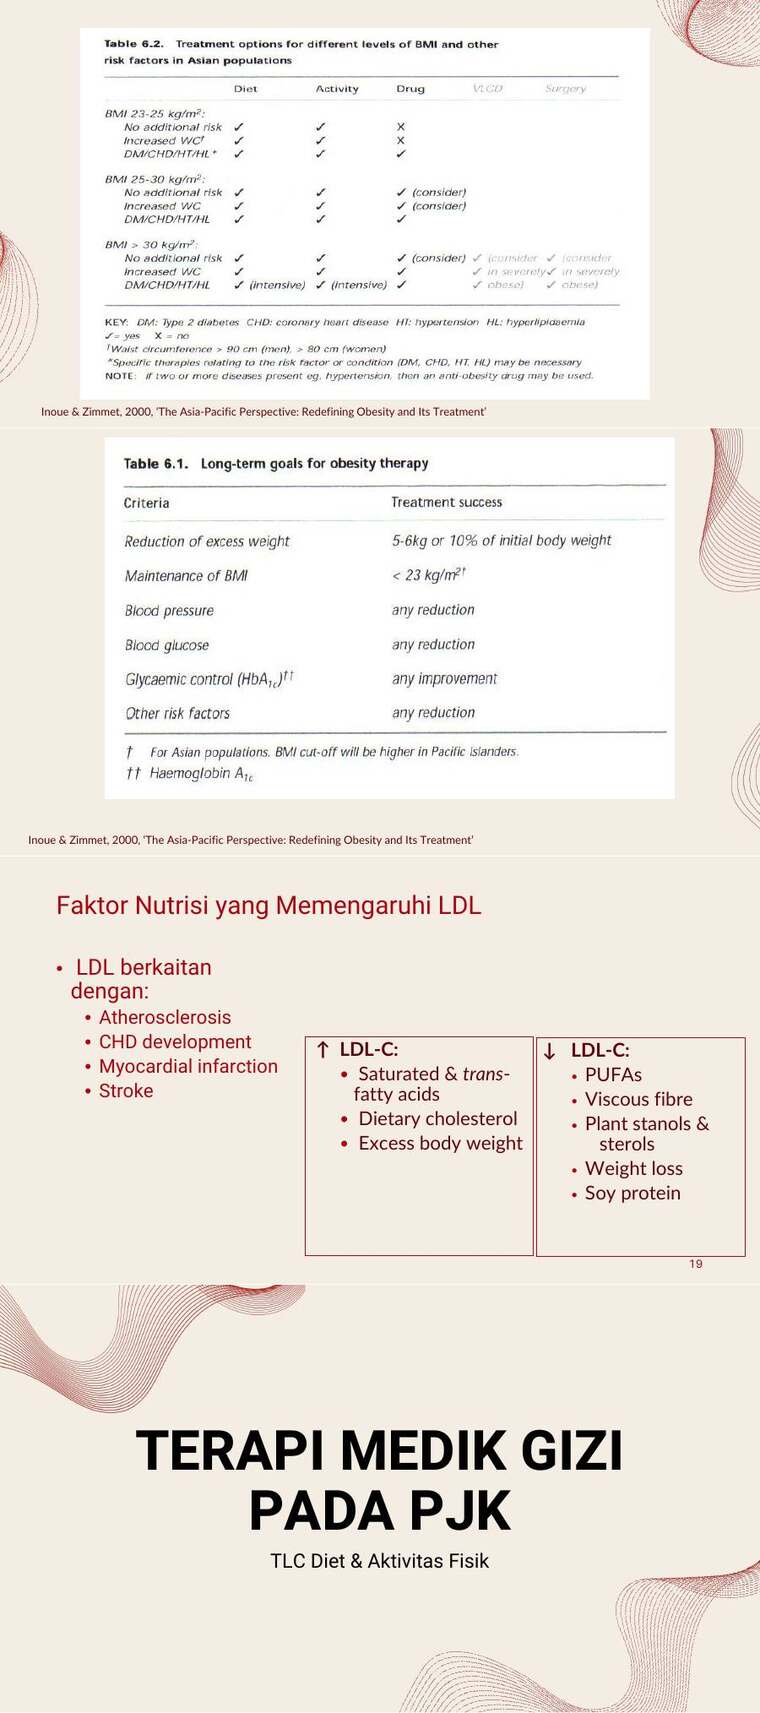 Table 6.2. Treatment options for different levels of BMI and other
risk factors in Asian populations
Diet Activity Drug VLCD Surgery
BMI 23-25 kg/m²:
No additional risk ✓ ✓ X
Increased WC† ✓ ✓ X
DM/CHD/HT/HL* ✓ ✓ ✓
BMI 25-30 kg/m²:
No additional risk ✓ ✓ ✓ (consider)
Increased WC ✓ ✓ ✓ (consider)
DM/CHD/HT/HL ✓ ✓ ✓
BMI > 30 kg/m²:
No additional risk ✓ ✓ ✓ (consider) ✓ (consider ✓ (consider
Increased WC ✓ ✓ ✓ ✓ in severely ✓ in severely
DM/CHD/HT/HL ✓ (intensive) ✓ (intensive) ✓ ✓ obese) ✓ obese)
KEY: DM: Type 2 diabetes CHD: coronary heart disease HT: hypertension HL: hyperlipidaemia
✓= yes X = no
†Waist circumference > 90 cm (men), > 80 cm (women)
*Specific therapies relating to the risk factor or condition (DM, CHD, HT, HL) may be necessary
NOTE: If two or more diseases present eg. hypertension, then an anti-obesity drug may be used.
Inoue & Zimmet, 2000, ‘The Asia-Pacific Perspective: Redefining Obesity and Its Treatment’
Table 6.1. Long-term goals for obesity therapy
Criteria Treatment success
Reduction of excess weight 5-6kg or 10% of initial body weight
Maintenance of BMI < 23 kg/m²†
Blood pressure any reduction
Blood glucose any reduction
Glycaemic control (HbA1c)†† any improvement
Other risk factors any reduction
† For Asian populations. BMI cut-off will be higher in Pacific Islanders.
†† Haemoglobin A1c
Inoue & Zimmet, 2000, ‘The Asia-Pacific Perspective: Redefining Obesity and Its Treatment’
Faktor Nutrisi yang Memengaruhi LDL
• LDL berkaitan
dengan:
• Atherosclerosis
• CHD development
• Myocardial infarction
• Stroke
↑ LDL-C:
• Saturated & trans-
fatty acids
• Dietary cholesterol
• Excess body weight
↓ LDL-C:
• PUFAs
• Viscous fibre
• Plant stanols &
sterols
• Weight loss
• Soy protein
19
TERAPI MEDIK GIZI
PADA PJK
TLC Diet & Aktivitas Fisik